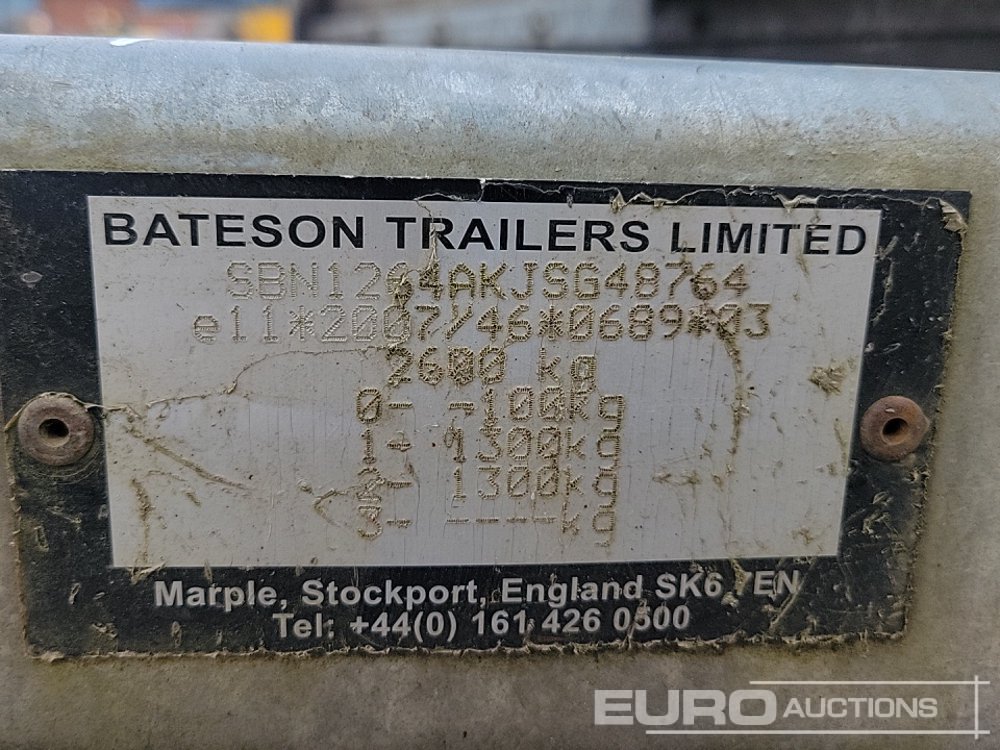 BATESON TRAILERS LIMITED
SBN1264AKJSG48764
e11*2007/46*0689*03
2600 kg
0- -100kg
1- 1300kg
2- 1300kg
3- ----kg
Marple, Stockport, England SK6 7EN
Tel: +44(0) 161 426 0500
EURO AUCTIONS